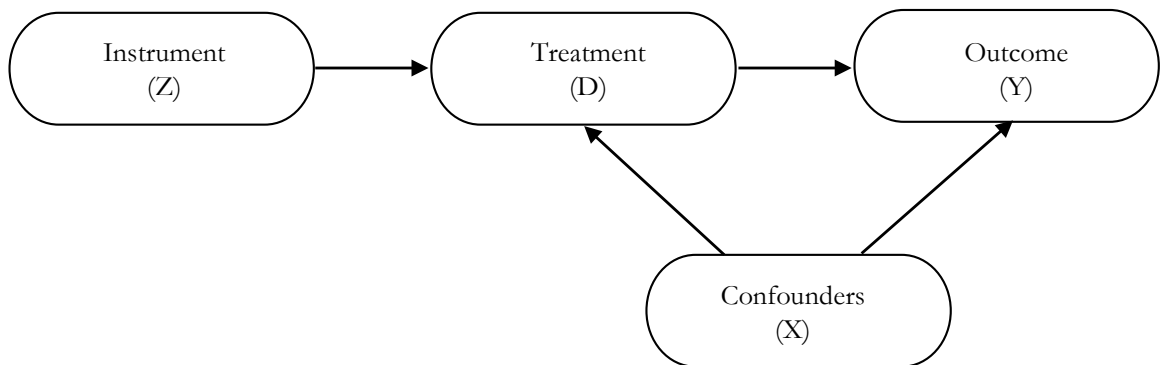 Instrument
(Z)
Treatment
(D)
Outcome
(Y)
Confounders
(X)